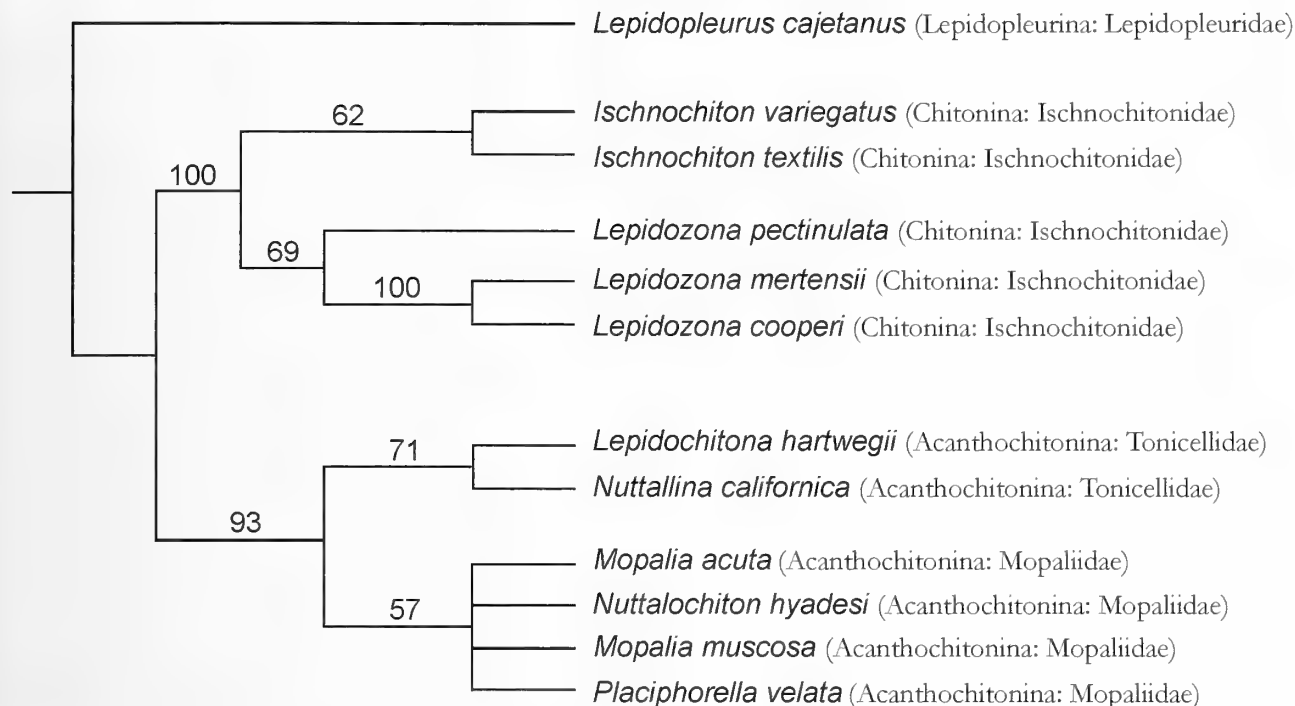 Lepidopleurus cajetanus (Lepidopleurina: Lepidopleuridae)
62
Ischnochiton variegatus (Chitonina: Ischnochitonidae)
Ischnochiton textilis (Chitonina: Ischnochitonidae)
100
Lepidozona pectinulata (Chitonina: Ischnochitonidae)
69
Lepidozona mertensii (Chitonina: Ischnochitonidae)
100
Lepidozona cooperi (Chitonina: Ischnochitonidae)
Lepidochitona hartwegii (Acanthochitonina: Tonicellidae)
71
Nuttallina californica (Acanthochitonina: Tonicellidae)
93
Mopalia acuta (Acanthochitonina: Mopaliidae)
Nuttalochiton hyadesi (Acanthochitonina: Mopaliidae)
57
Mopalia muscosa (Acanthochitonina: Mopaliidae)
Placiphorella velata (Acanthochitonina: Mopaliidae)